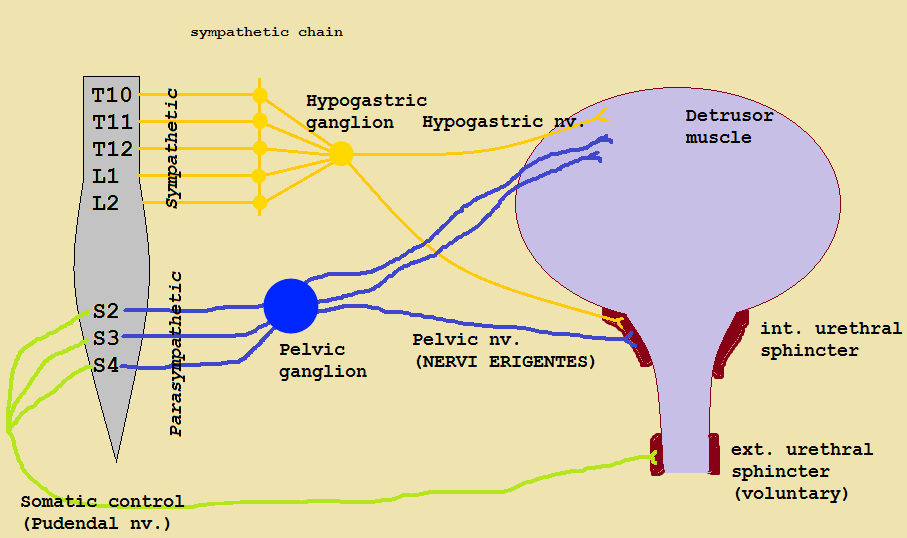 sympathetic chain
T10
T11
T12
L1
L2
Sympathetic
Hypogastric
ganglion
Hypogastric nv.
Detrusor
muscle
S2
S3
S4
Parasympathetic
Pelvic
ganglion
Pelvic nv.
(NERVI ERIGENTES)
int. urethral
sphincter
ext. urethral
sphincter
(voluntary)
Somatic control
(Pudendal nv.)